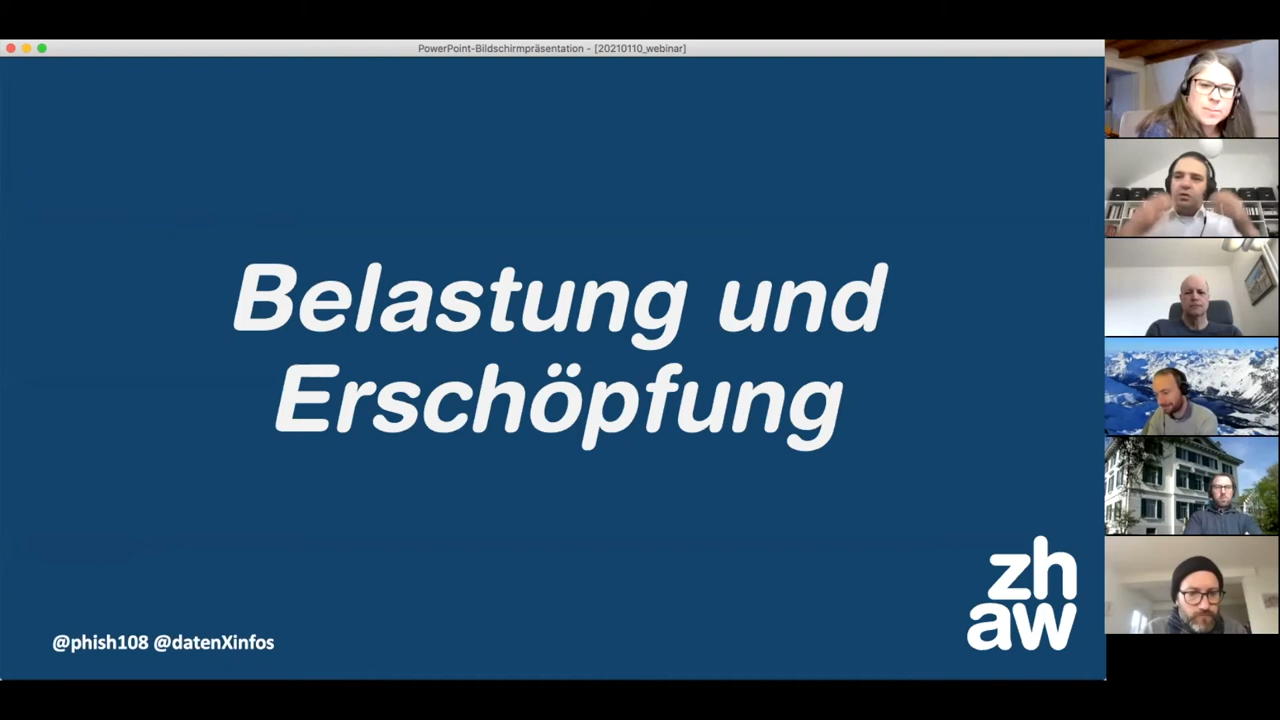 PowerPoint-Bildschirmpräsentation - [20210110_webinar]
Belastung und
Erschöpfung
zh
aw
@phish108 @datenXinfos